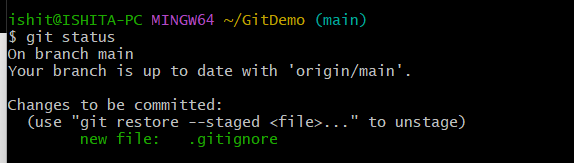 ishit@ISHITA-PC MINGW64 ~/GitDemo (main)
$ git status
On branch main
Your branch is up to date with 'origin/main'.

Changes to be committed:
  (use "git restore --staged <file>..." to unstage)
        new file:   .gitignore